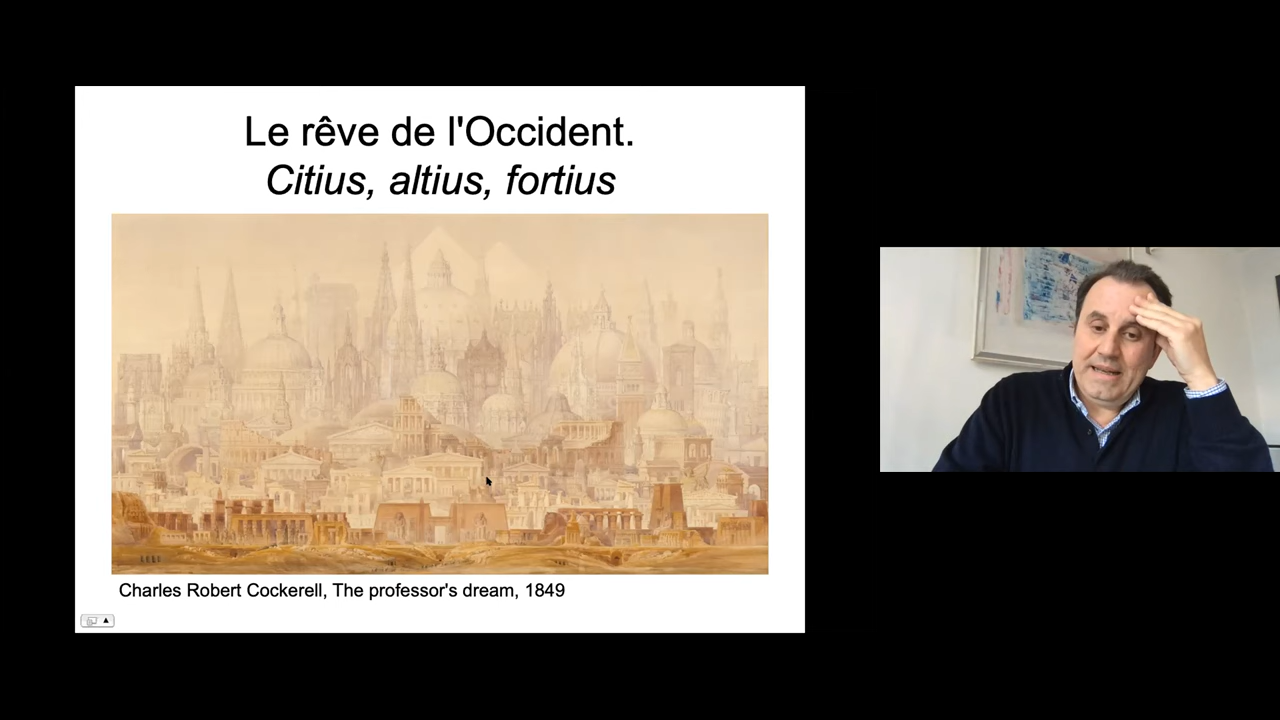 Le rêve de l'Occident.
Citius, altius, fortius
Charles Robert Cockerell, The professor's dream, 1849